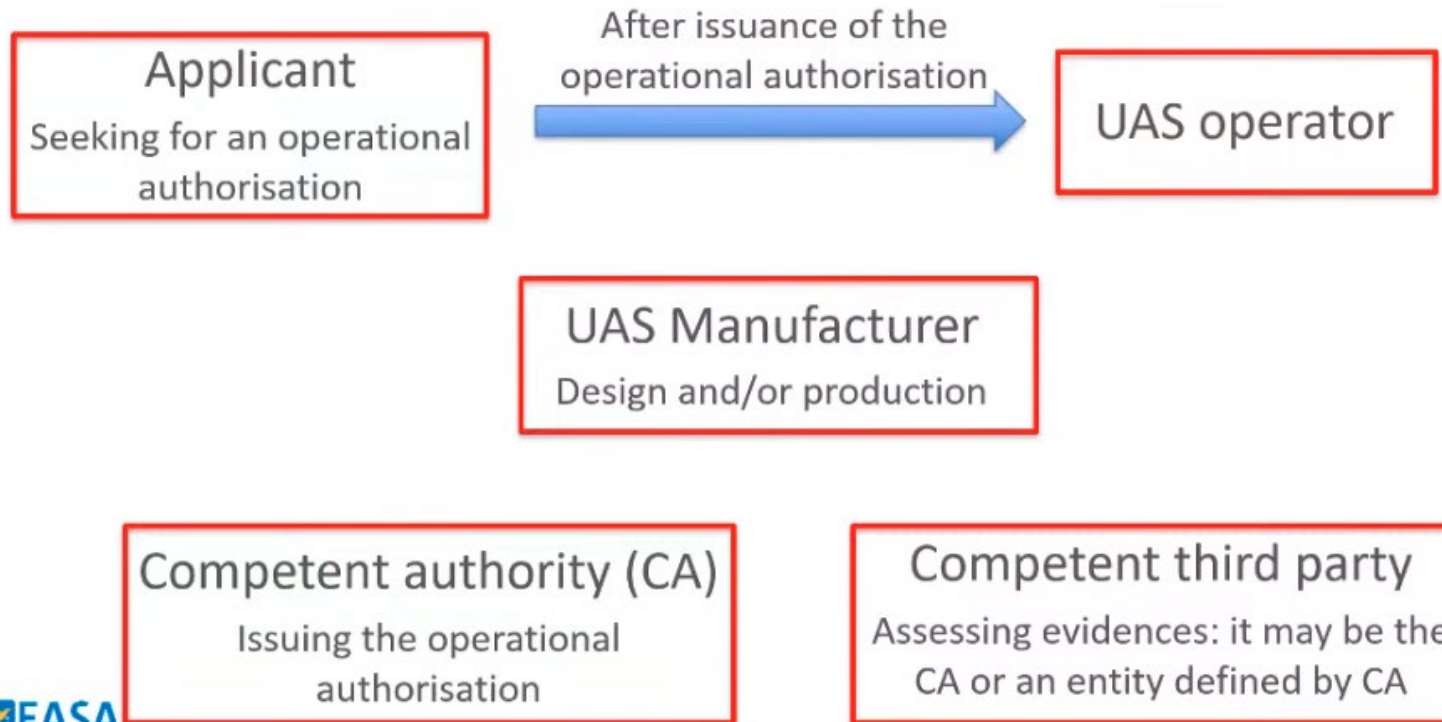 Applicant
Seeking for an operational
authorisation
After issuance of the
operational authorisation
UAS operator
UAS Manufacturer
Design and/or production
Competent authority (CA)
Issuing the operational
authorisation
Competent third party
Assessing evidences: it may be the
CA or an entity defined by CA
EASA